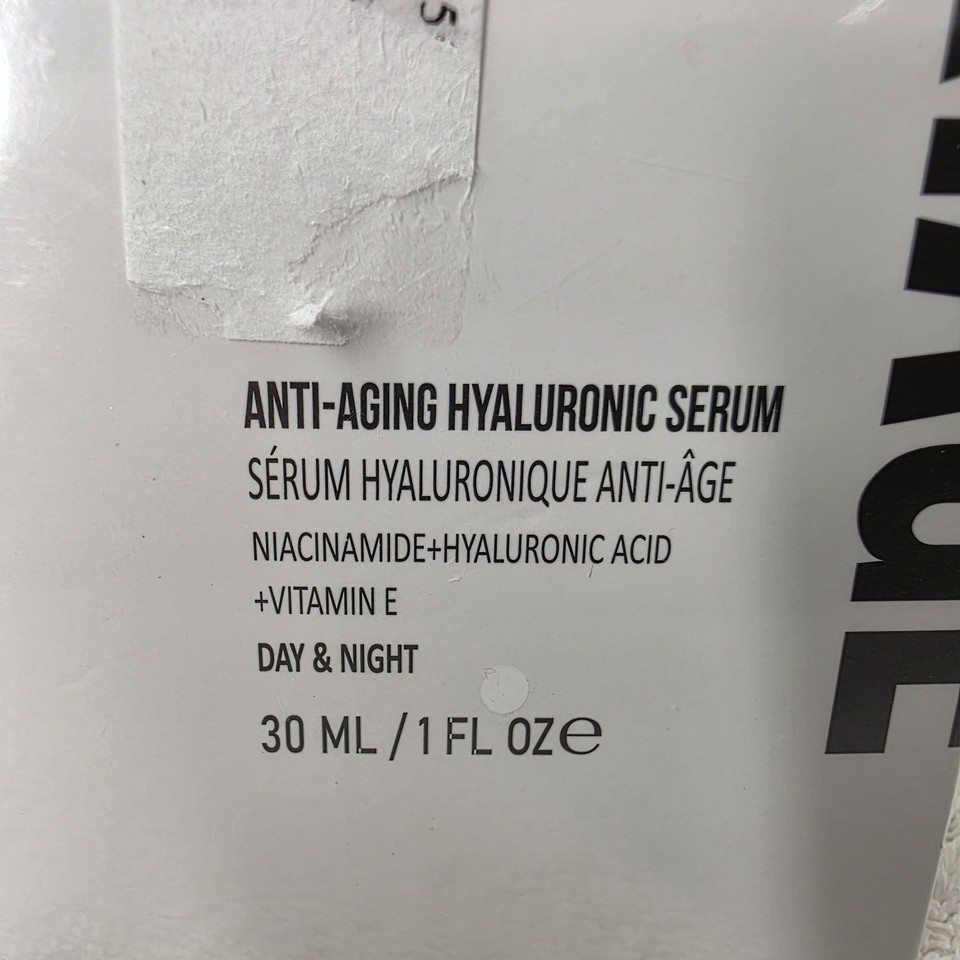 5
ANTI-AGING HYALURONIC SERUM
SÉRUM HYALURONIQUE ANTI-ÂGE
NIACINAMIDE+HYALURONIC ACID
+VITAMIN E
DAY & NIGHT
30 ML / 1 FL OZ℮